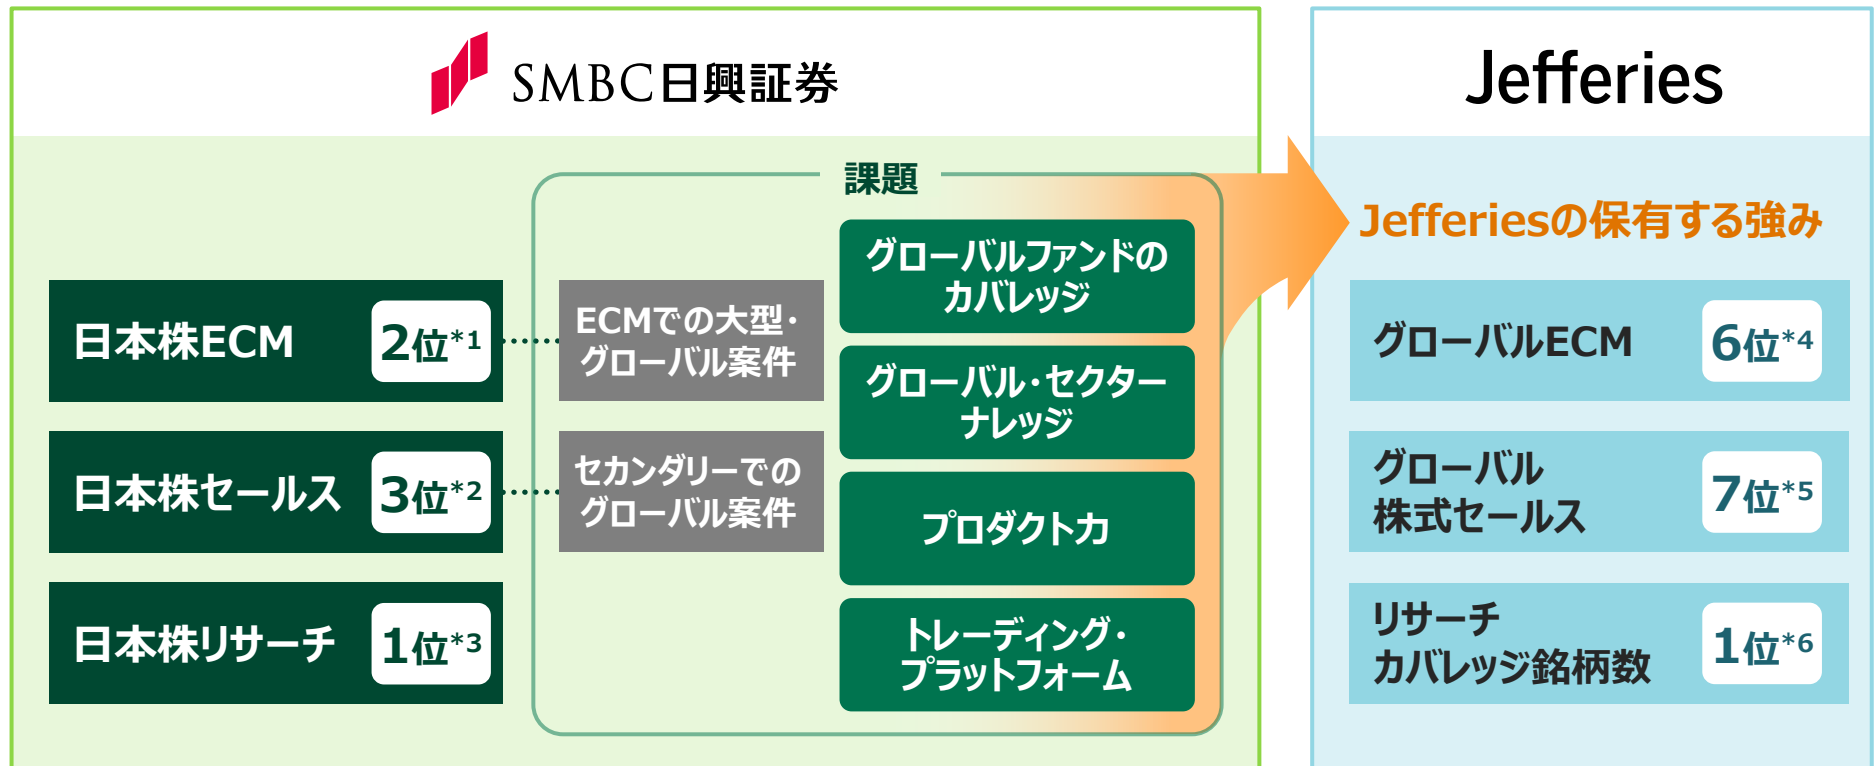 SMBC日興証券
課題
日本株ECM 2位*1
日本株セールス 3位*2
日本株リサーチ 1位*3
ECMでの大型・
グローバル案件
セカンダリーでの
グローバル案件
グローバルファンドの
カバレッジ
グローバル・セクター
ナレッジ
プロダクト力
トレーディング・
プラットフォーム
Jefferies
Jefferiesの保有する強み
グローバルECM 6位*4
グローバル
株式セールス 7位*5
リサーチ
カバレッジ銘柄数 1位*6